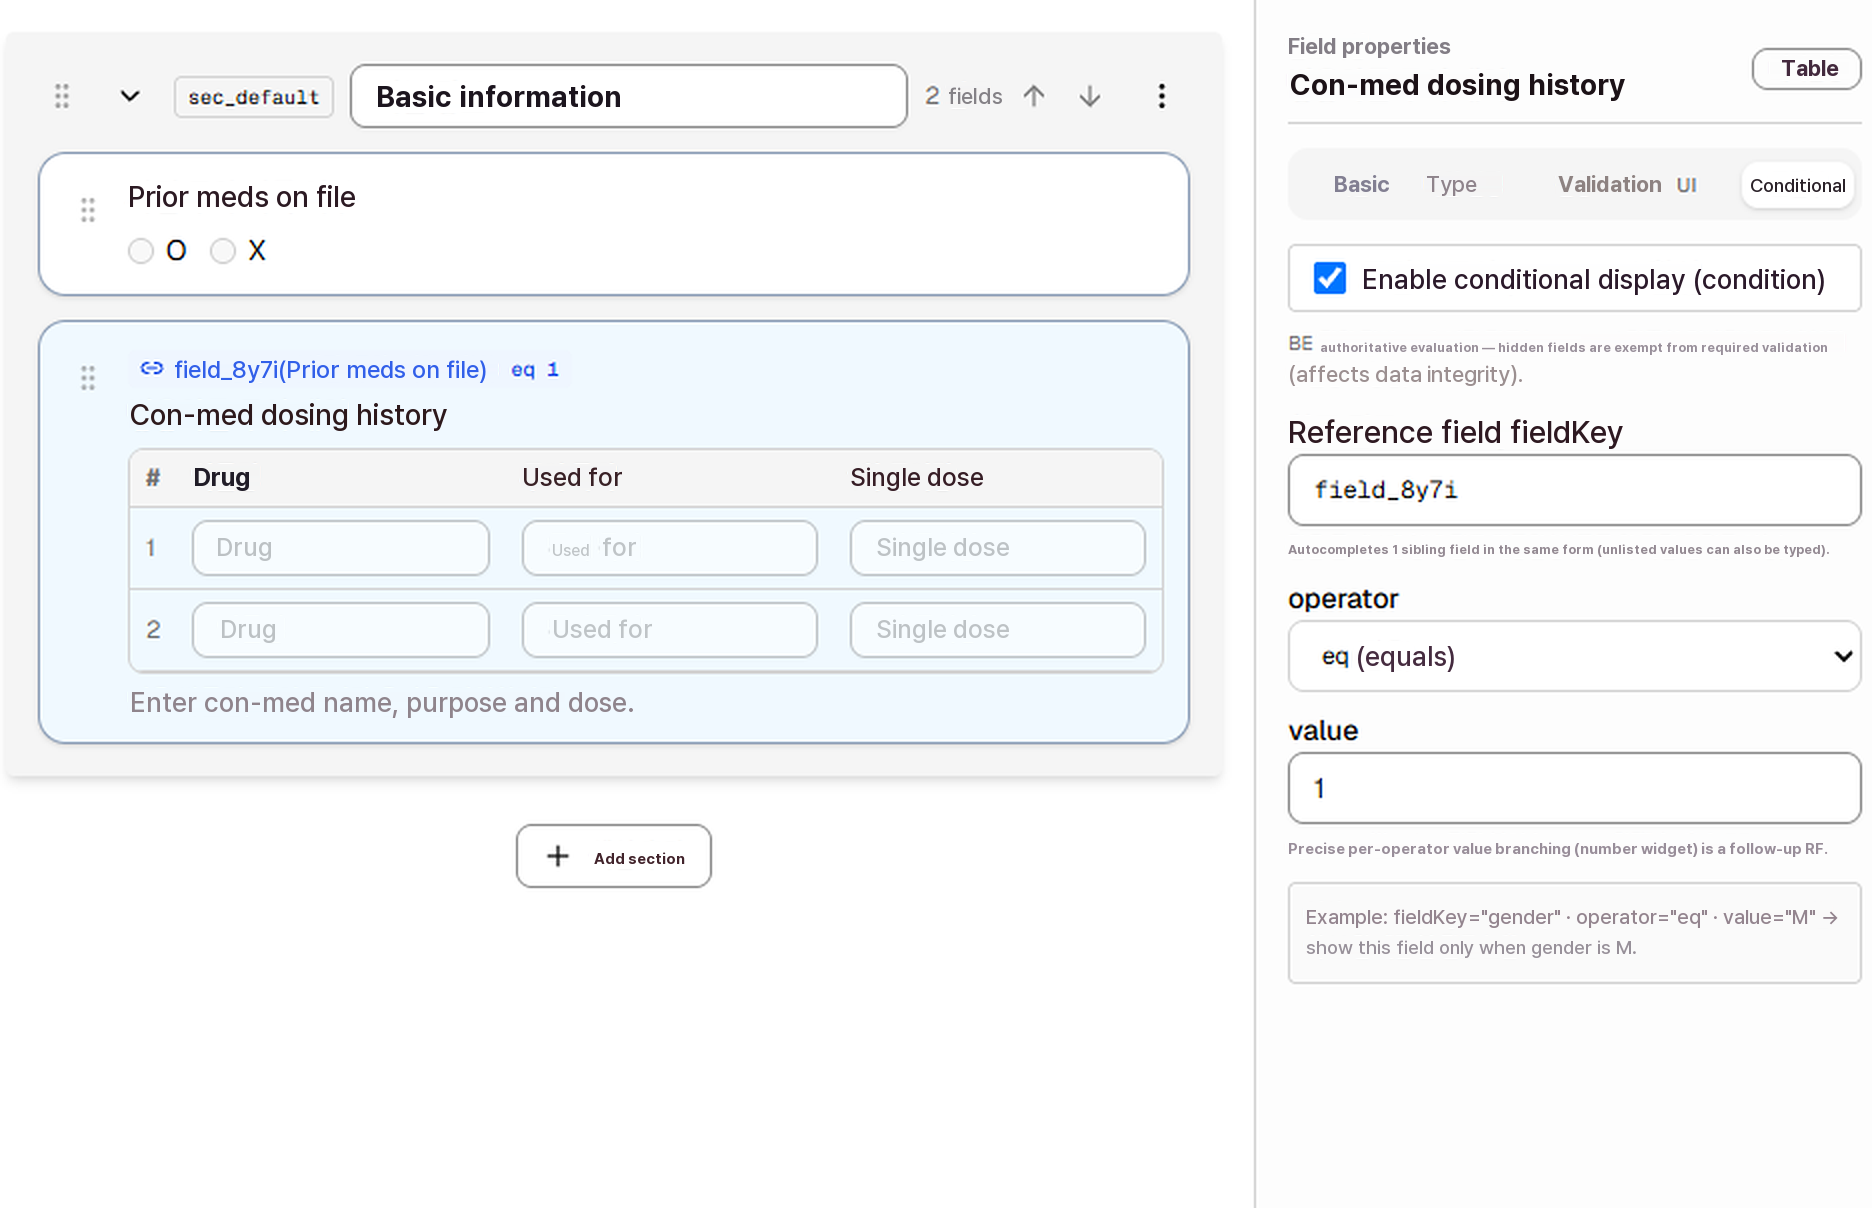 sec_default Basic information 2 fields
Prior meds on file
O X
field_8y7i(Prior meds on file) eq 1
Con-med dosing history
# Drug Used for Single dose
1 Drug Used for Single dose
2 Drug Used for Single dose
Enter con-med name, purpose and dose.
+ Add section
Field properties
Con-med dosing history
Table
Basic Type Validation UI Conditional
Enable conditional display (condition)
BE authoritative evaluation — hidden fields are exempt from required validation
(affects data integrity).
Reference field fieldKey
field_8y7i
Autocompletes 1 sibling field in the same form (unlisted values can also be typed).
operator
eq (equals)
value
1
Precise per-operator value branching (number widget) is a follow-up RF.
Example: fieldKey="gender" · operator="eq" · value="M" →
show this field only when gender is M.